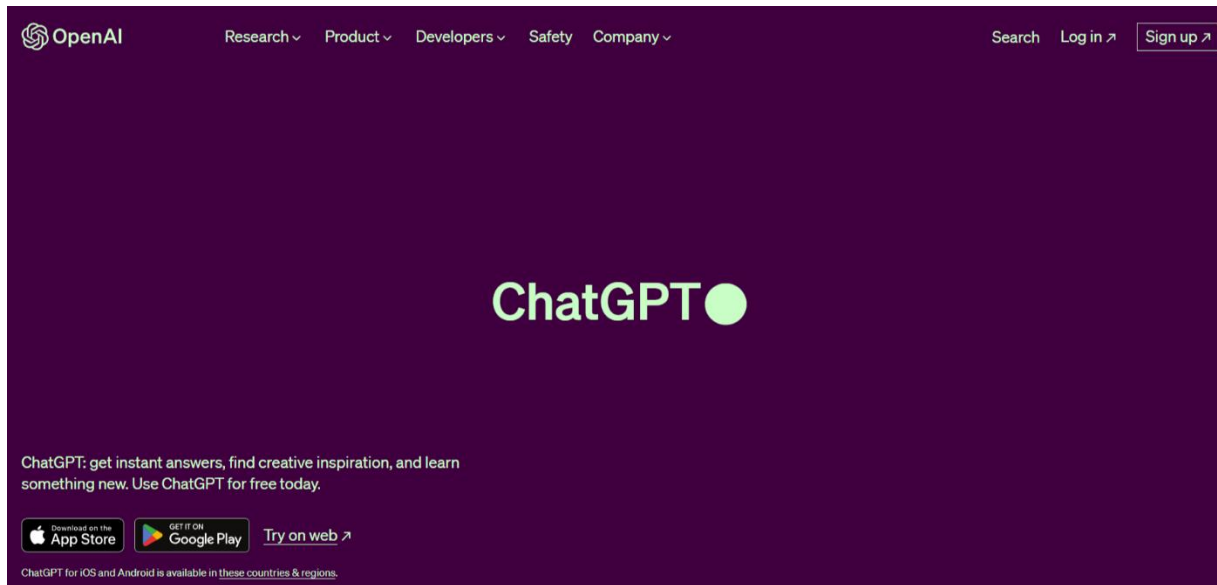 OpenAI Research Product Developers Safety Company Search Log in ↗ Sign up ↗
ChatGPT
ChatGPT: get instant answers, find creative inspiration, and learn
something new. Use ChatGPT for free today.
Download on the
App Store
GET IT ON
Google Play
Try on web ↗
ChatGPT for iOS and Android is available in these countries & regions.